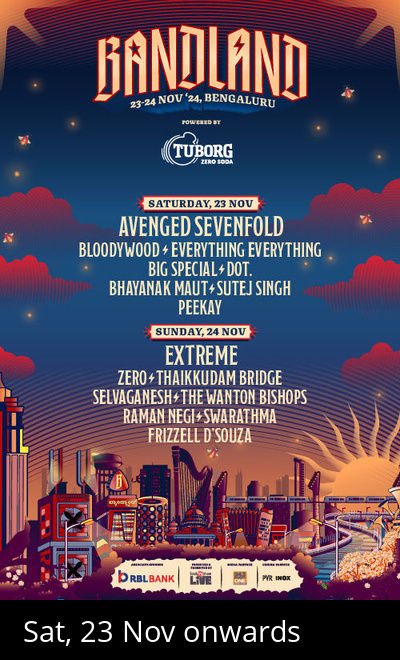 BANDLAND
23-24 NOV '24, BENGALURU
POWERED BY
TUBORG
ZERO SODA
SATURDAY, 23 NOV
AVENGED SEVENFOLD
BLOODYWOOD EVERYTHING EVERYTHING
BIG SPECIAL DOT.
BHAYANAK MAUT SUTEJ SINGH
PEEKAY
SUNDAY, 24 NOV
EXTREME
ZERO THAIKKUDAM BRIDGE
SELVAGANESH THE WANTON BISHOPS
RAMAN NEGI SWARATHMA
FRIZZELL D'SOUZA
RBL BANK
LIVE
PVR INOX
Sat, 23 Nov onwards